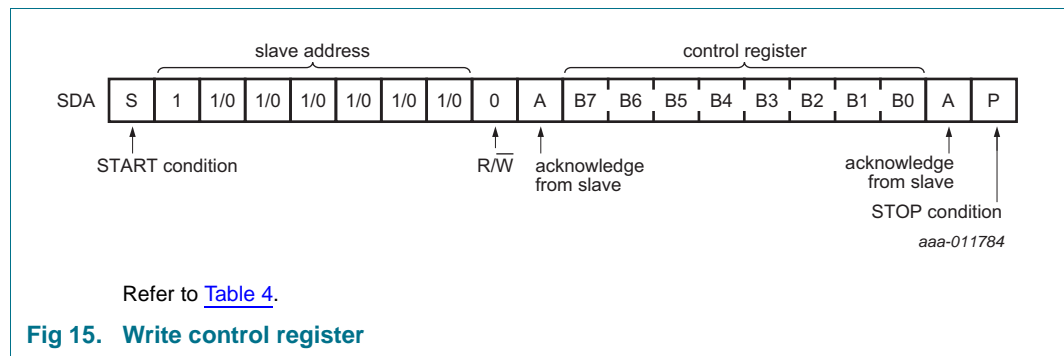 slave address control register
SDA S 1 1/0 1/0 1/0 1/0 1/0 1/0 0 A B7 B6 B5 B4 B3 B2 B1 B0 A P
START condition R/W̅ acknowledge from slave acknowledge from slave
STOP condition
aaa-011784
Refer to Table 4.
Fig 15. Write control register